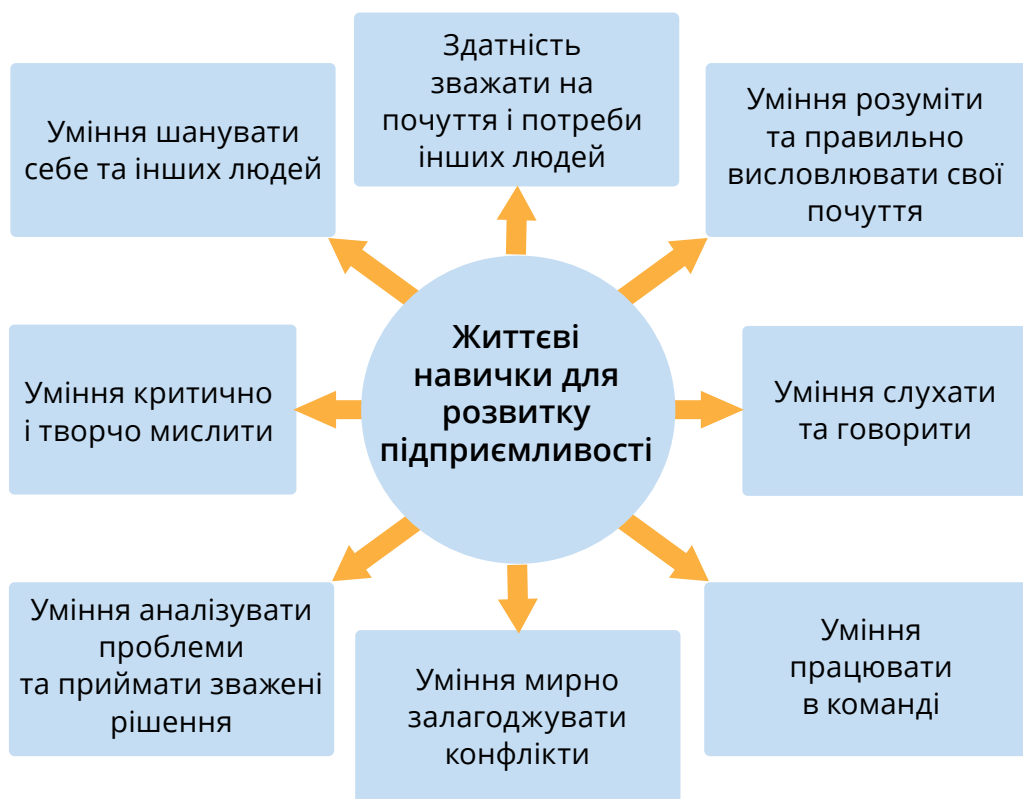 Здатність
зважати на
почуття і потреби
інших людей
Уміння шанувати
себе та інших людей
Уміння розуміти
та правильно
висловлювати свої
почуття
Життєві
навички для
розвитку
підприємливості
Уміння критично
і творчо мислити
Уміння слухати
та говорити
Уміння аналізувати
проблеми
та приймати зважені
рішення
Уміння мирно
залагоджувати
конфлікти
Уміння
працювати
в команді